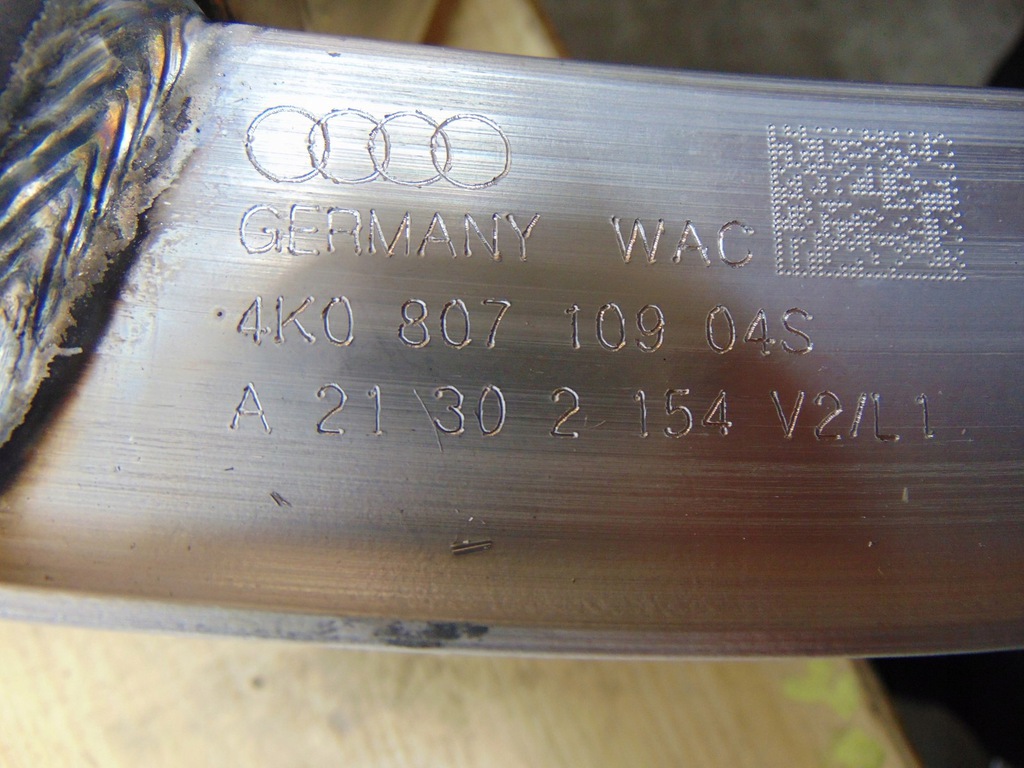 GERMANY WAC
4K0 807 109 04S
A 21 30 2 154 V2/L1